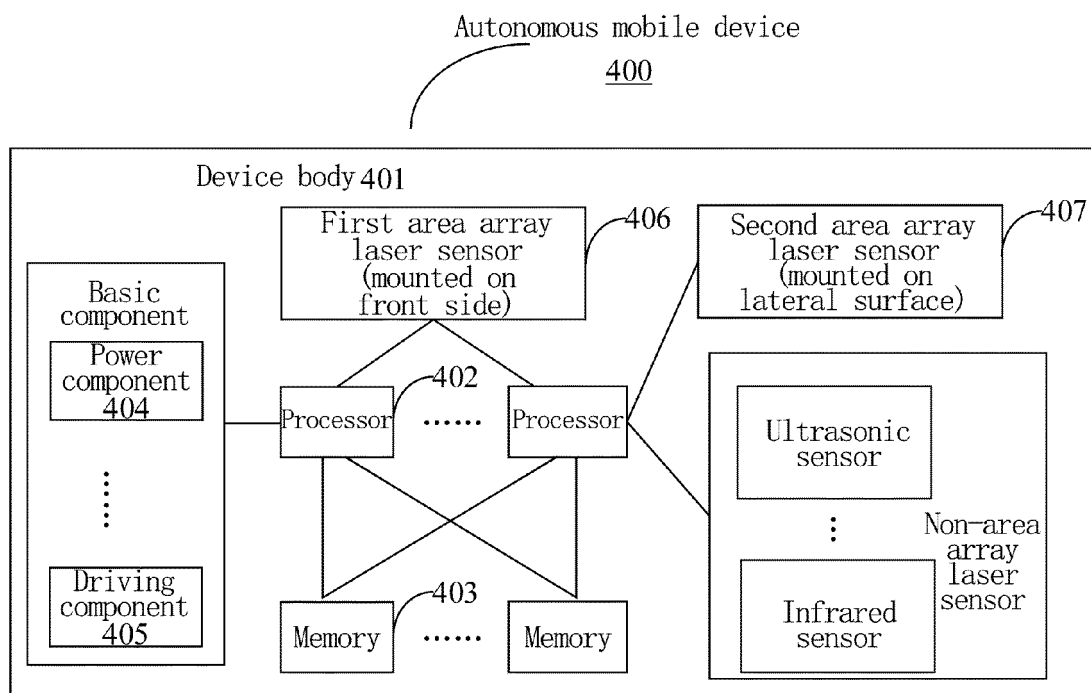 Autonomous mobile device
400
Device body 401
First area array
laser sensor
(mounted on
front side)
406
Second area array
laser sensor
(mounted on
lateral surface)
407
Basic
component
Power
component
404
Driving
component
405
Processor
402
......
Processor
Memory
403
......
Memory
Ultrasonic
sensor
Non-area
array
laser
sensor
Infrared
sensor